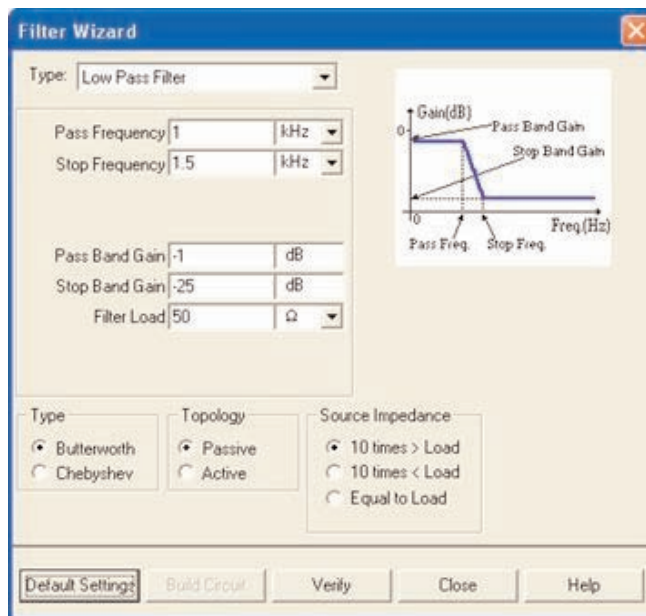 Filter Wizard
Type: Low Pass Filter
Pass Frequency 1 kHz
Stop Frequency 1.5 kHz
Pass Band Gain -1 dB
Stop Band Gain -25 dB
Filter Load 50 Ω
Gain(dB)
0
Pass Band Gain
Stop Band Gain
0
Freq.(Hz)
Pass Freq. Stop Freq.
Type
Butterworth
Chebyshev
Topology
Passive
Active
Source Impedance
10 times > Load
10 times < Load
Equal to Load
Default Settings Build Circuit Verify Close Help